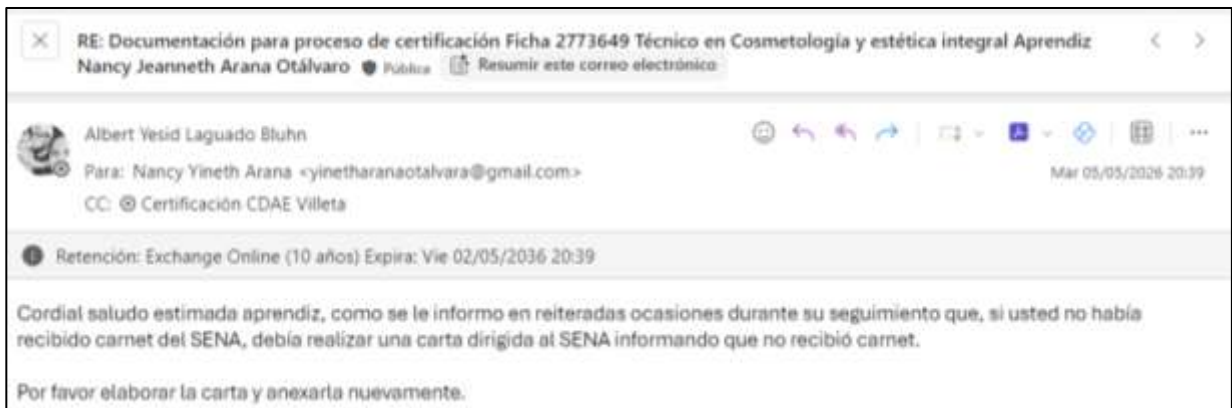 RE: Documentación para proceso de certificación Ficha 2773649 Técnico en Cosmetología y estética integral Aprendiz
Nancy Jeanneth Arana Otálvaro Pública Resumir este correo electrónico
Albert Yesid Laguado Bluhn
Para: Nancy Yineth Arana <yinetharanaotalvara@gmail.com>
Mar 05/05/2026 20:39
CC: Certificación CDAE Villeta
Retención: Exchange Online (10 años) Expira: Vie 02/05/2036 20:39
Cordial saludo estimada aprendiz, como se le informo en reiteradas ocasiones durante su seguimiento que, si usted no había
recibido carnet del SENA, debía realizar una carta dirigida al SENA informando que no recibió carnet.
Por favor elaborar la carta y anexarla nuevamente.